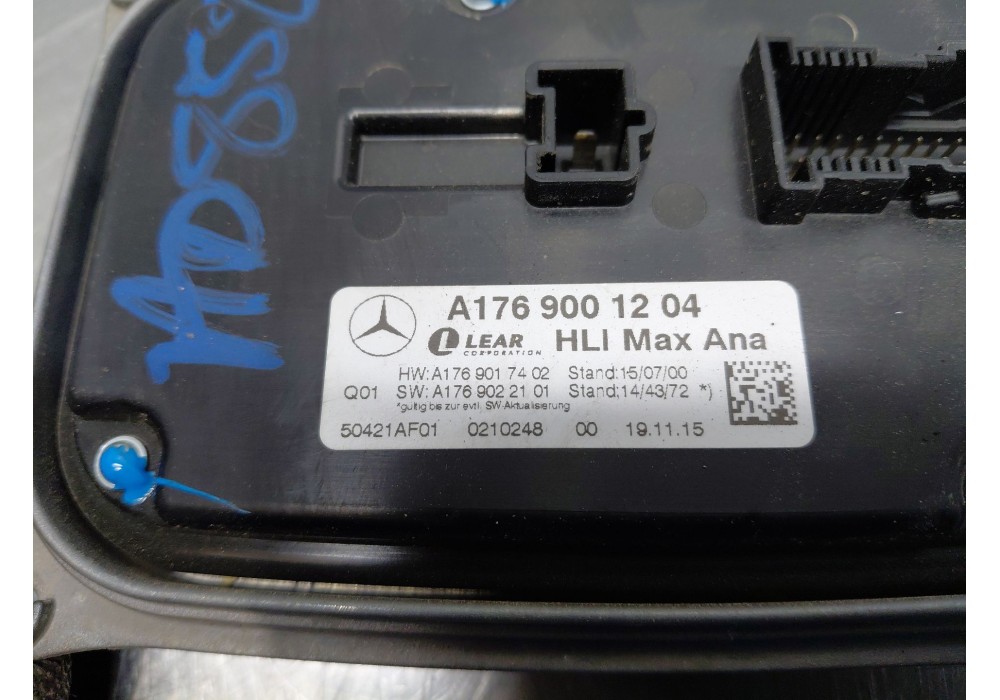 A176 900 12 04
LEAR CORPORATION HLI Max Ana
HW:A176 901 74 02 Stand:15/07/00
Q01 SW:A176 902 21 01 Stand:14/43/72 *)
*gültig bis zur evtl. SW-Aktualisierung
50421AF01 0210248 00 19.11.15